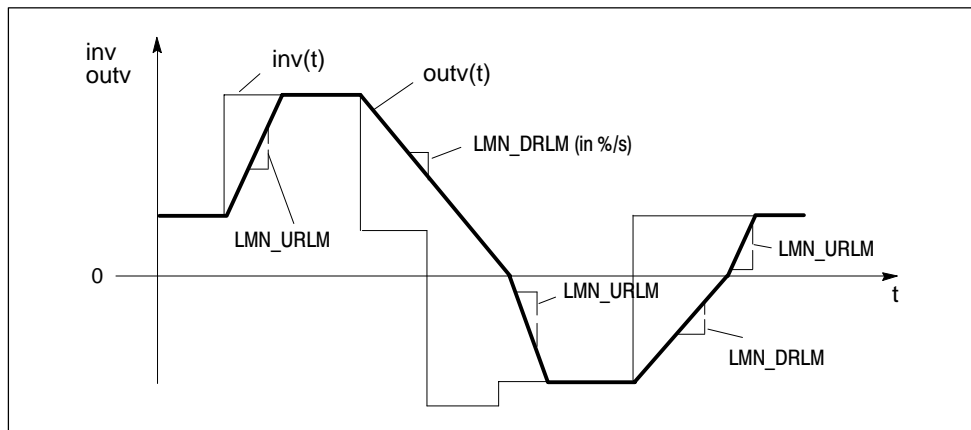 inv
outv
inv(t)
outv(t)
LMN_DRLM (in %/s)
LMN_URLM
LMN_URLM
0
LMN_URLM
t
LMN_DRLM